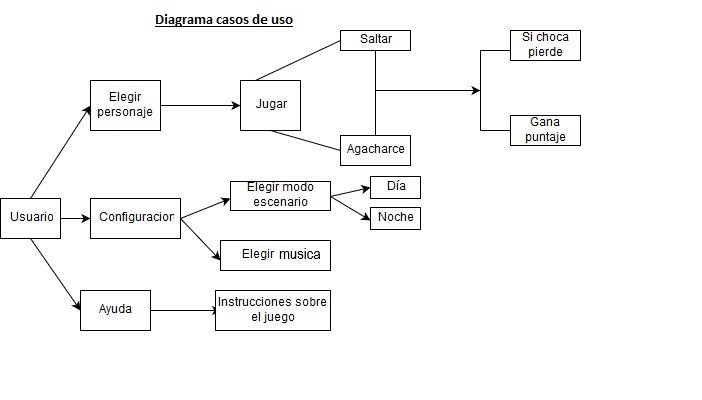 Diagrama casos de uso
Saltar
Si choca
pierde
Elegir
personaje
Jugar
Gana
puntaje
Agacharce
Elegir modo
escenario
Día
Noche
Usuario
Configuracion
Elegir musica
Ayuda
Instrucciones sobre
el juego